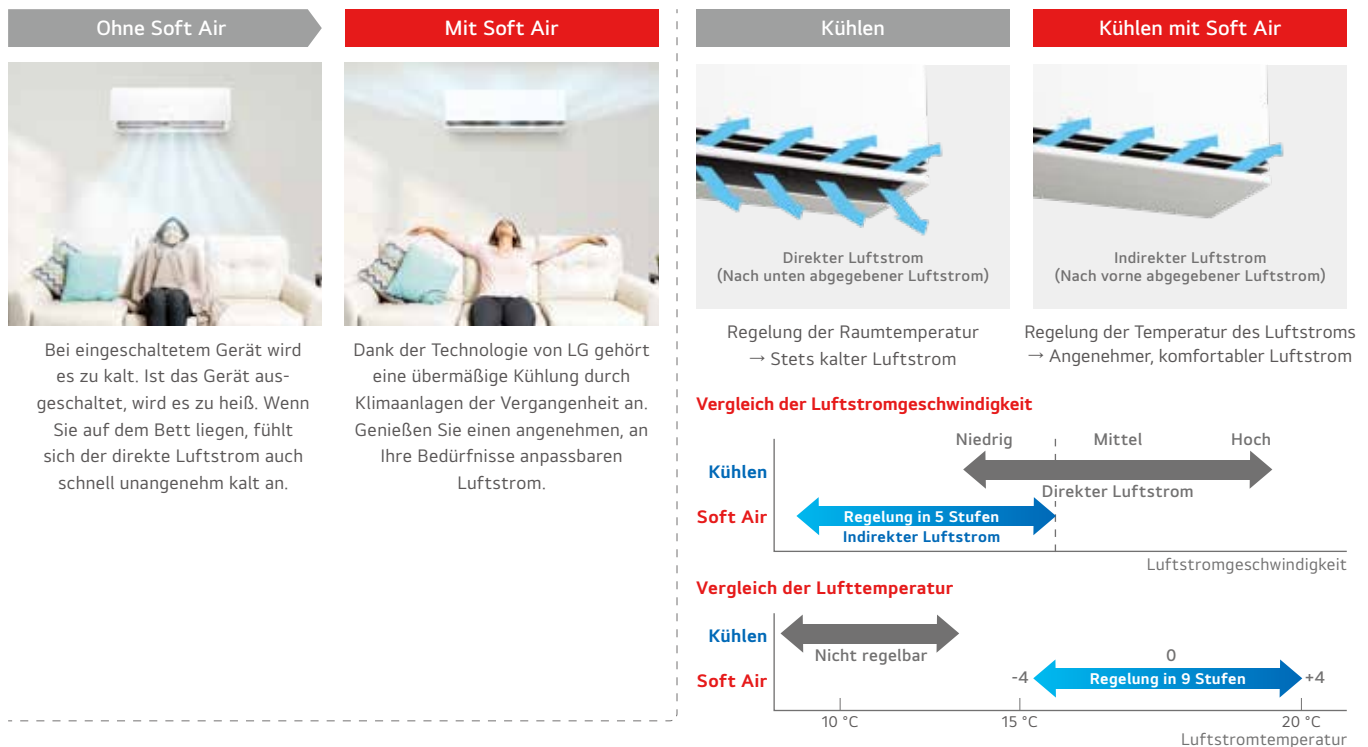 Ohne Soft Air
Mit Soft Air
Bei eingeschaltetem Gerät wird
es zu kalt. Ist das Gerät aus-
geschaltet, wird es zu heiß. Wenn
Sie auf dem Bett liegen, fühlt
sich der direkte Luftstrom auch
schnell unangenehm kalt an.
Dank der Technologie von LG gehört
eine übermäßige Kühlung durch
Klimaanlagen der Vergangenheit an.
Genießen Sie einen angenehmen, an
Ihre Bedürfnisse anpassbaren
Luftstrom.
Kühlen
Kühlen mit Soft Air
Direkter Luftstrom
(Nach unten abgegebener Luftstrom)
Indirekter Luftstrom
(Nach vorne abgegebener Luftstrom)
Regelung der Raumtemperatur
→ Stets kalter Luftstrom
Regelung der Temperatur des Luftstroms
→ Angenehmer, komfortabler Luftstrom
Vergleich der Luftstromgeschwindigkeit
Niedrig Mittel Hoch
Kühlen
Direkter Luftstrom
Soft Air
Regelung in 5 Stufen
Indirekter Luftstrom
Luftstromgeschwindigkeit
Vergleich der Lufttemperatur
Kühlen
Nicht regelbar
Soft Air
-4 0 +4
Regelung in 9 Stufen
10 °C 15 °C 20 °C
Luftstromtemperatur